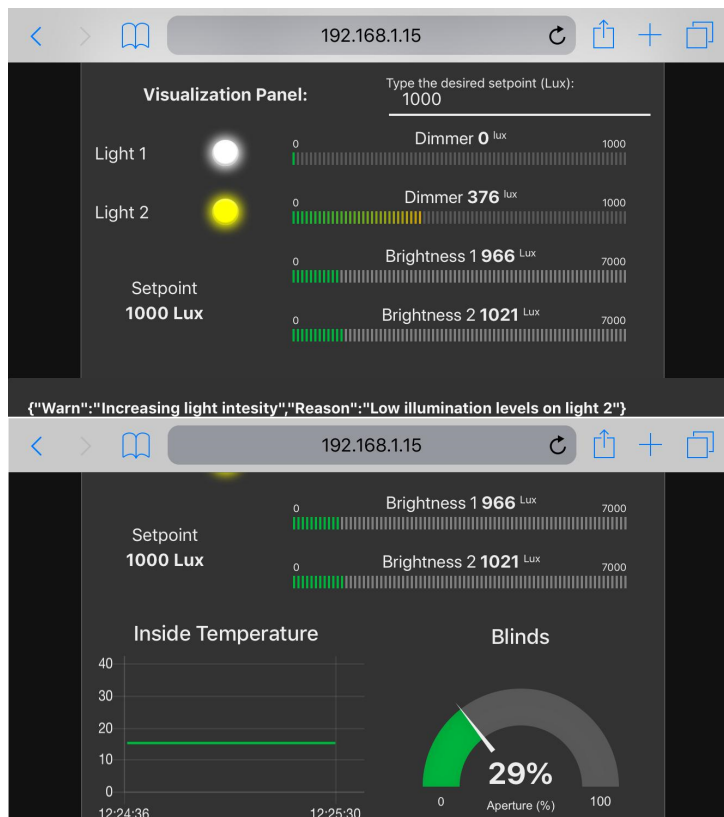 192.168.1.15
Visualization Panel:
Type the desired setpoint (Lux):
1000
Light 1
0 Dimmer 0 lux 1000
Light 2
0 Dimmer 376 lux 1000
0 Brightness 1 966 Lux 7000
Setpoint
1000 Lux
0 Brightness 2 1021 Lux 7000
{"Warn":"Increasing light intesity","Reason":"Low illumination levels on light 2"}
192.168.1.15
0 Brightness 1 966 Lux 7000
Setpoint
1000 Lux
0 Brightness 2 1021 Lux 7000
Inside Temperature
40
30
20
10
0
12:24:36 12:25:30
Blinds
29%
0 Aperture (%) 100